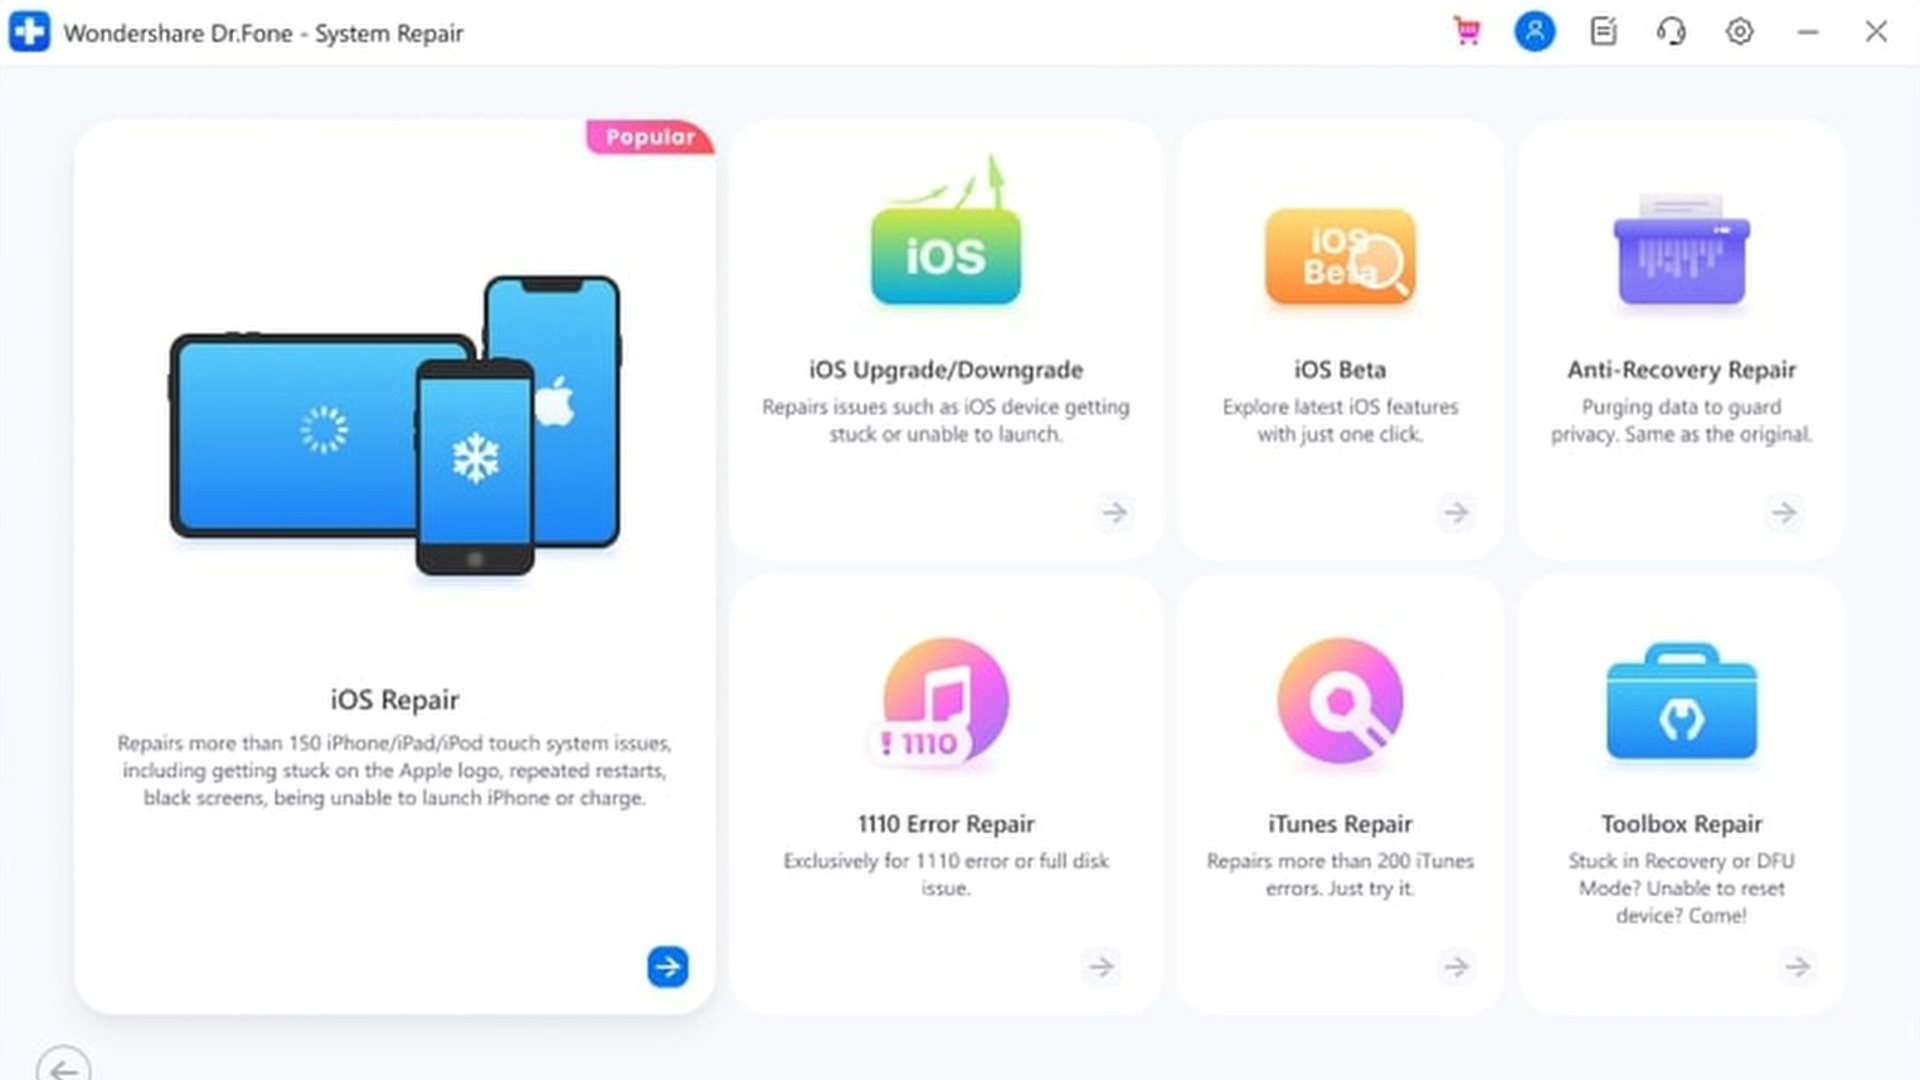 Wondershare Dr.Fone - System Repair
Popular
iOS Repair
Repairs more than 150 iPhone/iPad/iPod touch system issues,
including getting stuck on the Apple logo, repeated restarts,
black screens, being unable to launch iPhone or charge.
iOS
iOS Upgrade/Downgrade
Repairs issues such as iOS device getting
stuck or unable to launch.
iOS
Beta
iOS Beta
Explore latest iOS features
with just one click.
Anti-Recovery Repair
Purging data to guard
privacy. Same as the original.
! 1110
1110 Error Repair
Exclusively for 1110 error or full disk
issue.
iTunes Repair
Repairs more than 200 iTunes
errors. Just try it.
Toolbox Repair
Stuck in Recovery or DFU
Mode? Unable to reset
device? Come!